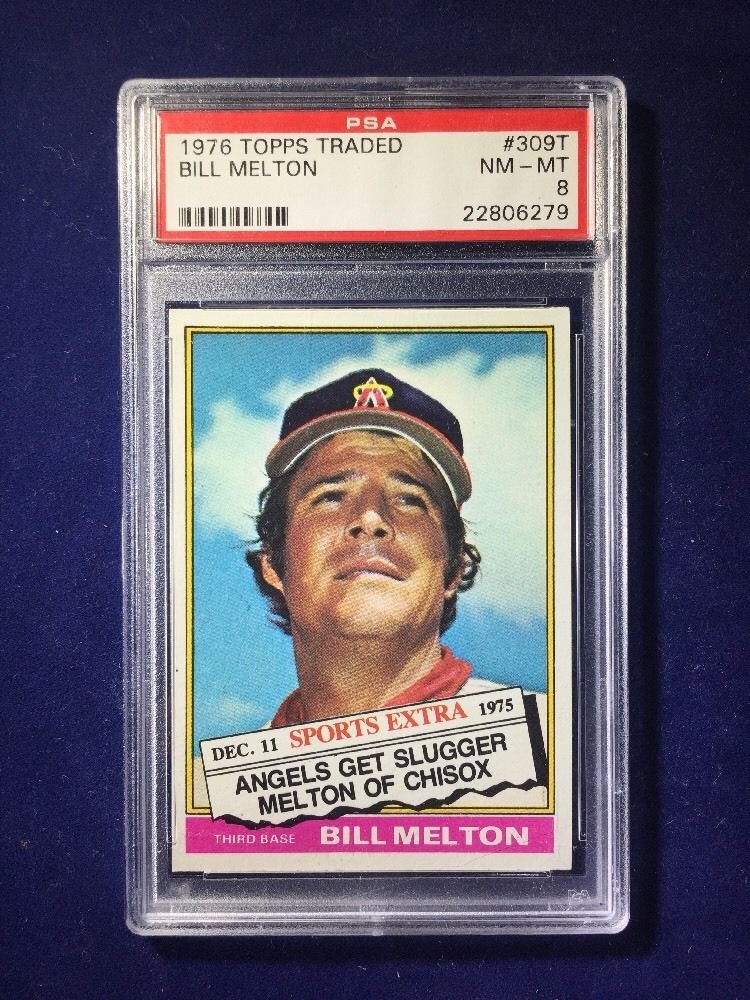 PSA
1976 TOPPS TRADED #309T
BILL MELTON NM - MT
8
22806279
A
DEC. 11 SPORTS EXTRA 1975
ANGELS GET SLUGGER
MELTON OF CHISOX
THIRD BASE BILL MELTON